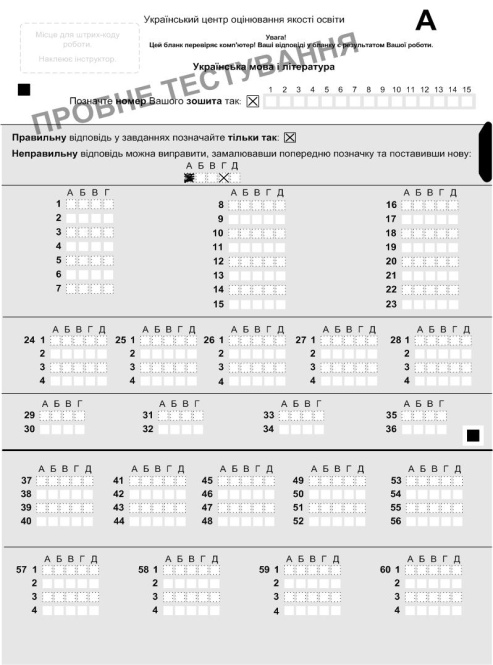 Український центр оцінювання якості освіти
А
Місце для штрих-коду
роботи.
Наклеює інструктор.
Увага!
Цей бланк перевіряє комп'ютер! Ваші відповіді у бланку є результатом Вашої роботи.
Українська мова і література
ПРОБНЕ ТЕСТУВАННЯ
1 2 3 4 5 6 7 8 9 10 11 12 13 14 15
Позначте номер Вашого зошита так:
Правильну відповідь у завданнях позначайте тільки так:
Неправильну відповідь можна виправити, замалювавши попередню позначку та поставивши нову:
А Б В Г Д
А Б В Г А Б В Г Д А Б В Г Д
1 8 16
2 9 17
3 10 18
4 11 19
5 12 20
6 13 21
7 14 22
15 23
А Б В Г Д А Б В Г Д А Б В Г Д А Б В Г Д А Б В Г Д
24 1 25 1 26 1 27 1 28 1
2 2 2 2 2
3 3 3 3 3
4 4 4 4 4
А Б В Г А Б В Г А Б В Г А Б В Г
29 31 33 35
30 32 34 36
А Б В Г Д А Б В Г Д А Б В Г Д А Б В Г Д А Б В Г Д
37 41 45 49 53
38 42 46 50 54
39 43 47 51 55
40 44 48 52 56
А Б В Г Д А Б В Г Д А Б В Г Д А Б В Г Д
57 1 58 1 59 1 60 1
2 2 2 2
3 3 3 3
4 4 4 4